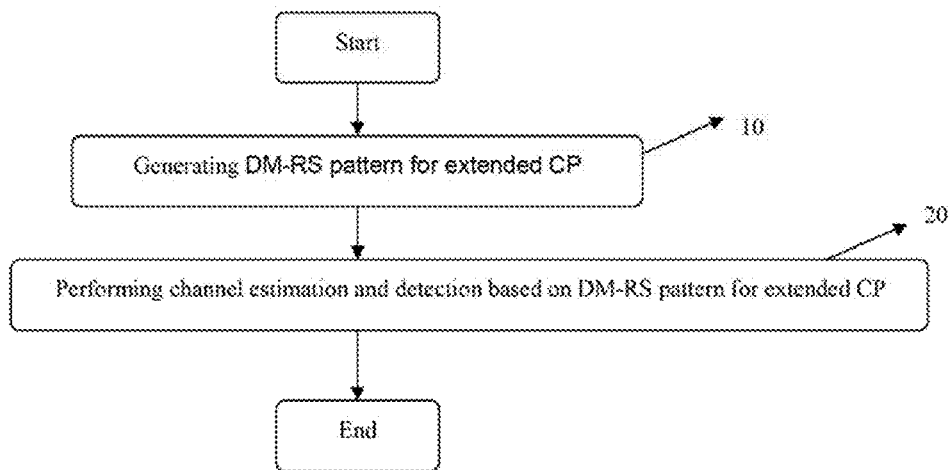 Start
Generating DM-RS pattern for extended CP
10
20
Performing channel estimation and detection based on DM-RS pattern for extended CP
End